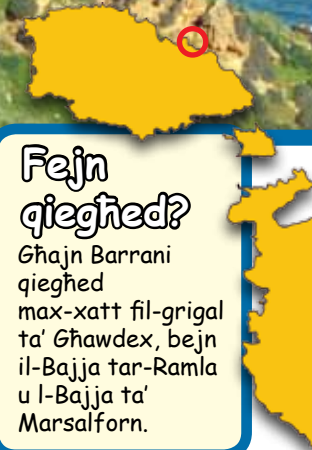 Fejn
qiegħed?
Għajn Barrani
qiegħed
max-xatt fil-grigal
ta' Għawdex, bejn
il-Bajja tar-Ramla
u l-Bajja ta'
Marsalforn.